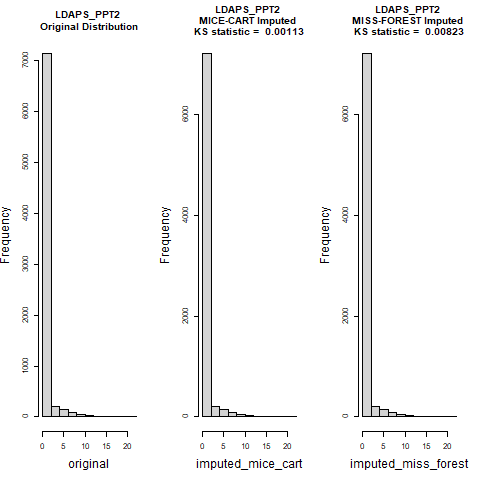 LDAPS_PPT2
Original Distribution
Frequency
0
1000
2000
3000
4000
5000
6000
7000
0 5 10 15 20
original
LDAPS_PPT2
MICE-CART Imputed
KS statistic = 0.00113
Frequency
0
2000
4000
6000
0 5 10 15 20
imputed_mice_cart
LDAPS_PPT2
MISS-FOREST Imputed
KS statistic = 0.00823
Frequency
0
2000
4000
6000
0 5 10 15 20
imputed_miss_forest